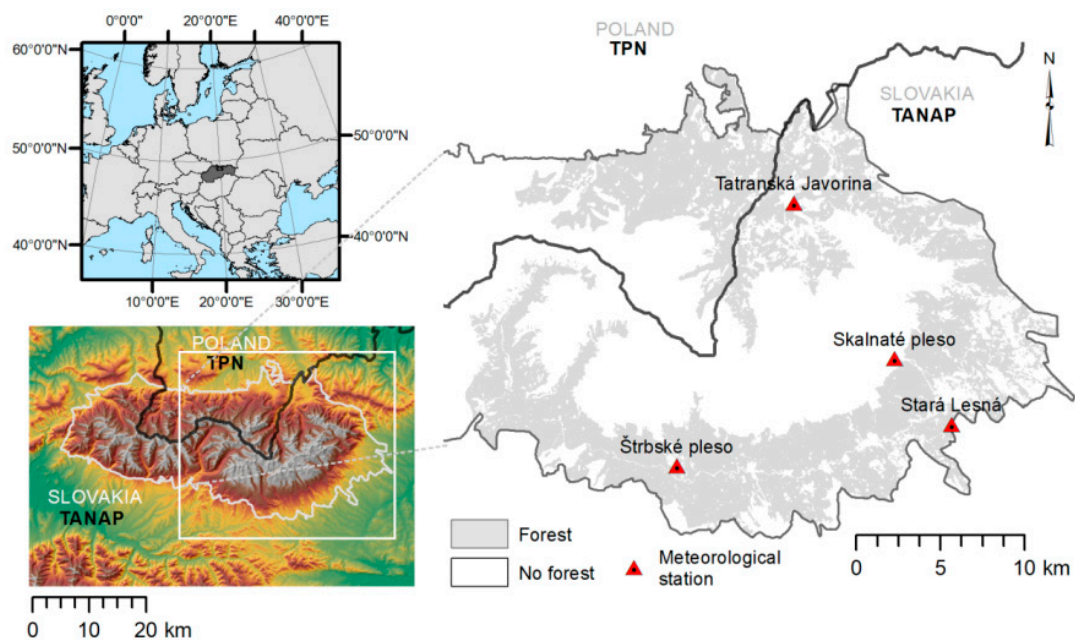 0°0'0"
20°0'0"E
40°0'0"E
60°0'0"N
50°0'0"N
40°0'0"N
50°0'0"N
40°0'0"N
10°0'0"E
20°0'0"E
30°0'0"E
POLAND
TPN
SLOVAKIA
TANAP
0 10 20 km
POLAND
TPN
N
SLOVAKIA
TANAP
Tatranská Javorina
Skalnaté pleso
Stará Lesná
Štrbské pleso
Forest
No forest
Meteorological
station
0 5 10 km